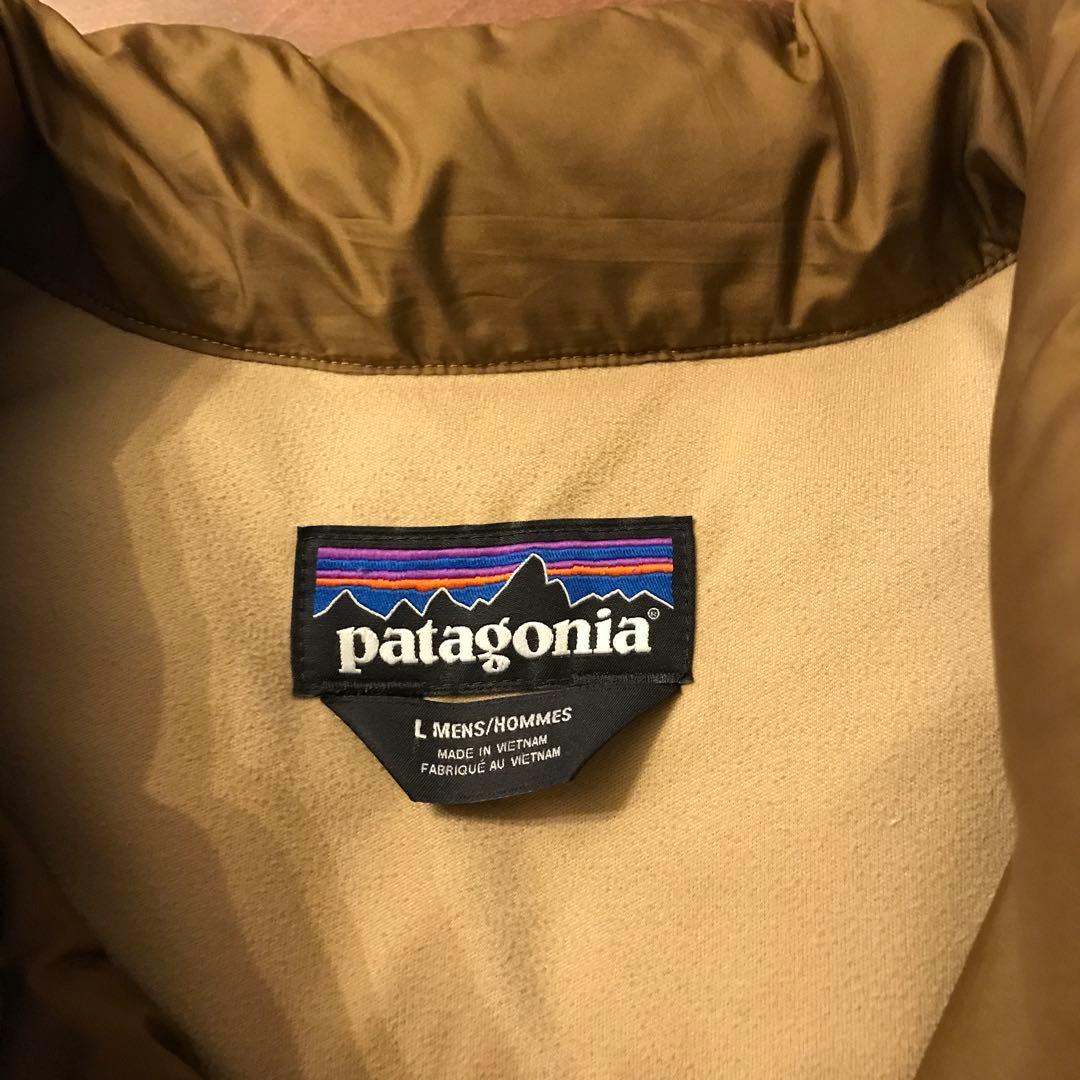 patagonia®
L MENS/HOMMES
MADE IN VIETNAM
FABRIQUÉ AU VIETNAM